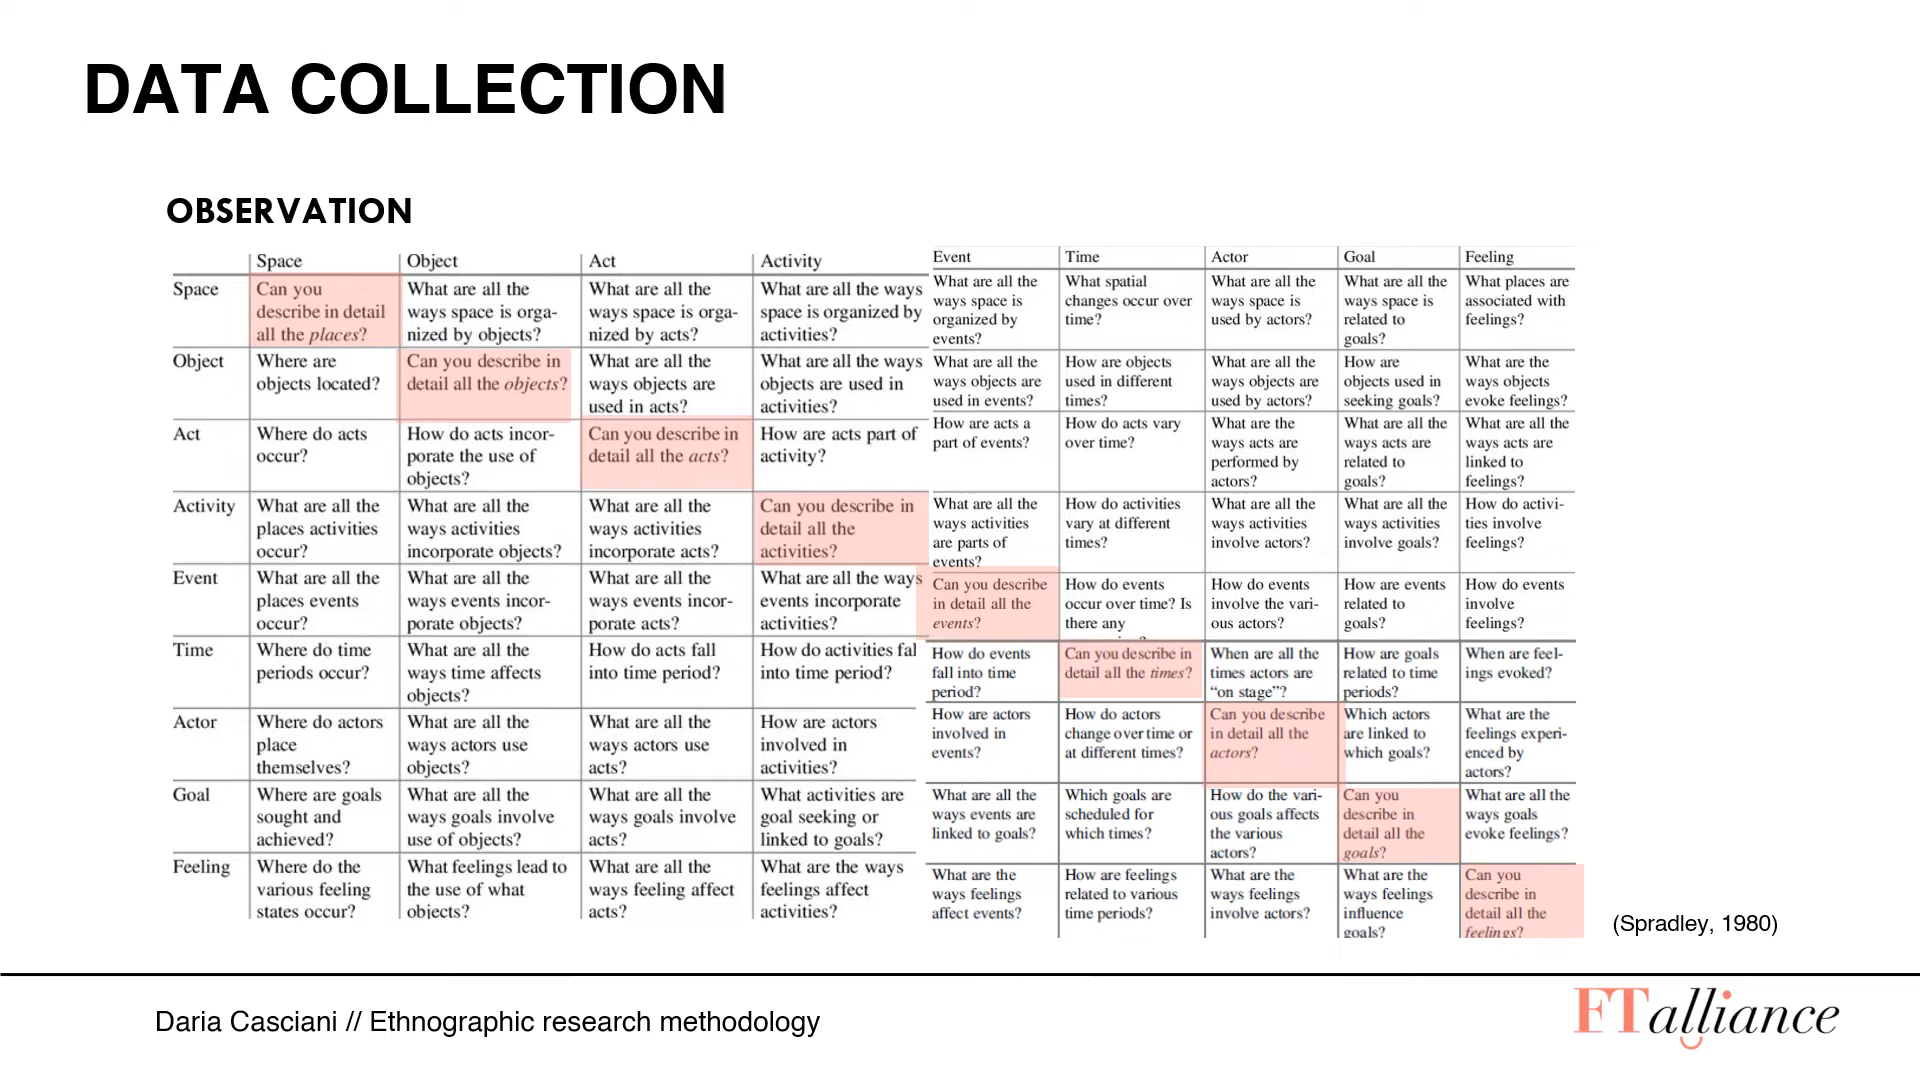 DATA COLLECTION
OBSERVATION
Space
Object
Act
Activity
Event
Time
Actor
Goal
Feeling
Space
Can you
describe in detail
all the places?
What are all the
ways space is orga-
nized by objects?
What are all the
ways space is orga-
nized by acts?
What are all the ways
space is organized by
activities?
What are all the
ways space is
organized by
events?
What spatial
changes occur over
time?
What are all the
ways space is
used by actors?
What are all the
ways space is
related to
goals?
What places are
associated with
feelings?
Object
Where are
objects located?
Can you describe in
detail all the objects?
What are all the
ways objects are
used in acts?
What are all the ways
objects are used in
activities?
What are all the
ways objects are
used in events?
How are objects
used in different
times?
What are all the
ways objects are
used by actors?
How are
objects used in
seeking goals?
What are the
ways objects
evoke feelings?
Act
Where do acts
occur?
How do acts incor-
porate the use of
objects?
Can you describe in
detail all the acts?
How are acts part of
activity?
How are acts a
part of events?
How do acts vary
over time?
What are the
ways acts are
performed by
actors?
What are all the
ways acts are
related to
goals?
What are all the
ways acts are
linked to
feelings?
Activity
What are all the
places activities
occur?
What are all the
ways activities
incorporate objects?
What are all the
ways activities
incorporate acts?
Can you describe in
detail all the
activities?
What are all the
ways activities
are parts of
events?
How do activities
vary at different
times?
What are all the
ways activities
involve actors?
What are all the
ways activities
involve goals?
How do activi-
ties involve
feelings?
Event
What are all the
places events
occur?
What are all the
ways events incor-
porate objects?
What are all the
ways events incor-
porate acts?
What are all the ways
events incorporate
activities?
Can you describe
in detail all the
events?
How do events
occur over time? Is
there any
How do events
involve the vari-
ous actors?
How are events
related to
goals?
How do events
involve
feelings?
Time
Where do time
periods occur?
What are all the
ways time affects
objects?
How do acts fall
into time period?
How do activities fal
into time period?
How do events
fall into time
period?
Can you describe in
detail all the times?
When are all the
times actors are
“on stage”?
How are goals
related to time
periods?
When are feel-
ings evoked?
Actor
Where do actors
place
themselves?
What are all the
ways actors use
objects?
What are all the
ways actors use
acts?
How are actors
involved in
activities?
How are actors
involved in
events?
How do actors
change over time or
at different times?
Can you describe
in detail all the
actors?
Which actors
are linked to
which goals?
What are the
feelings experi-
enced by
actors?
Goal
Where are goals
sought and
achieved?
What are all the
ways goals involve
use of objects?
What are all the
ways goals involve
acts?
What activities are
goal seeking or
linked to goals?
What are all the
ways events are
linked to goals?
Which goals are
scheduled for
which times?
How do the vari-
ous goals affects
the various
actors?
Can you
describe in
detail all the
goals?
What are all the
ways goals
evoke feelings?
Feeling
Where do the
various feeling
states occur?
What feelings lead to
the use of what
objects?
What are all the
ways feeling affect
acts?
What are the ways
feelings affect
activities?
What are the
ways feelings
affect events?
How are feelings
related to various
time periods?
What are the
ways feelings
involve actors?
What are the
ways feelings
influence
goals?
Can you
describe in
detail all the
feelings?
(Spradley, 1980)
Daria Casciani // Ethnographic research methodology
FTalliance